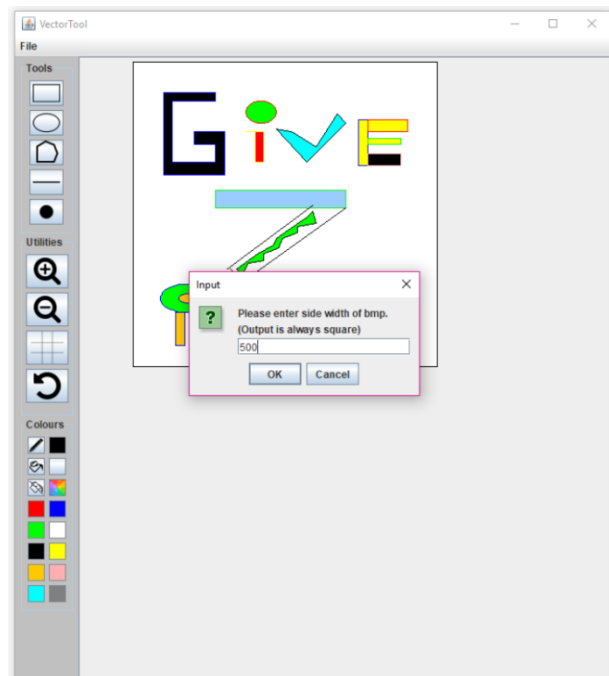 VectorTool
File
Tools
Give
7
Utilities
Input
Please enter side width of bmp.
(Output is always square)
500
OK Cancel
Colours